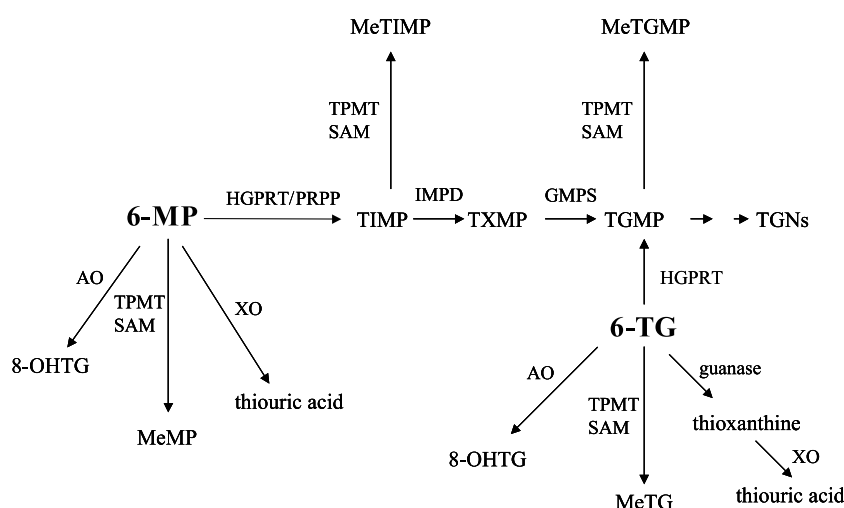 MeTIMP
MeTGMP
TPMT
SAM
TPMT
SAM
HGPRT/PRPP
IMPD
GMPS
6-MP
TIMP
TXMP
TGMP
TGNs
HGPRT
AO
TPMT
SAM
XO
6-TG
8-OHTG
thiouric acid
MeMP
AO
TPMT
SAM
guanase
thioxanthine
8-OHTG
XO
MeTG
thiouric acid